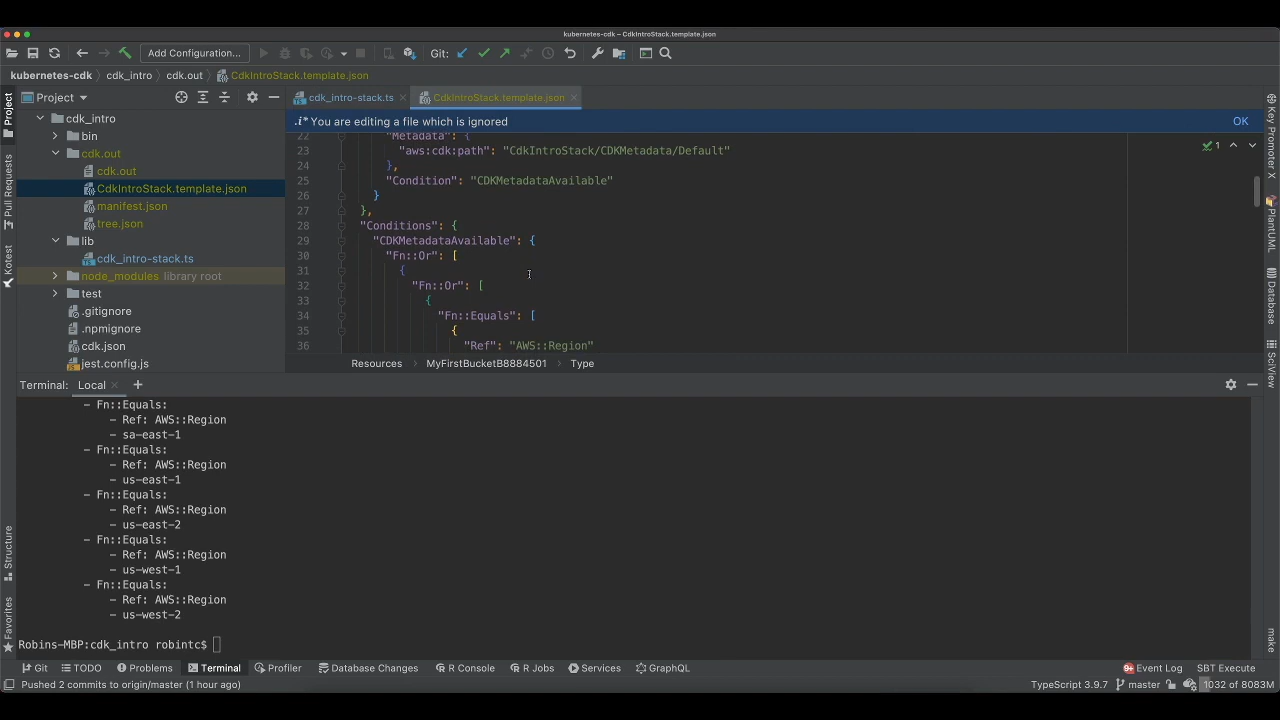 kubernetes-cdk – CdkIntroStack.template.json
Add Configuration...
Git:
kubernetes-cdk
cdk_intro
cdk.out
CdkIntroStack.template.json
Project
cdk_intro-stack.ts
CdkIntroStack.template.json
.i* You are editing a file which is ignored
OK
Project
Pull Requests
Kotest
Structure
Favorites
cdk_intro
bin
cdk.out
cdk.out
CdkIntroStack.template.json
manifest.json
tree.json
lib
cdk_intro-stack.ts
node_modules library root
test
.gitignore
.npmignore
cdk.json
jest.config.js
1
22 "Metadata": {
23 "aws:cdk:path": "CdkIntroStack/CDKMetadata/Default"
24 },
25 "Condition": "CDKMetadataAvailable"
26 }
27 },
28 "Conditions": {
29 "CDKMetadataAvailable": {
30 "Fn::Or": [
31 {
32 "Fn::Or": [
33 {
34 "Fn::Equals": [
35 {
36 "Ref": "AWS::Region"
Resources
MyFirstBucketB8884501
Type
Key Promoter X
PlantUML
Database
SciView
make
Terminal:
Local
- Fn::Equals:
- Ref: AWS::Region
- sa-east-1
- Fn::Equals:
- Ref: AWS::Region
- us-east-1
- Fn::Equals:
- Ref: AWS::Region
- us-east-2
- Fn::Equals:
- Ref: AWS::Region
- us-west-1
- Fn::Equals:
- Ref: AWS::Region
- us-west-2
Robins-MBP:cdk_intro robintc$
Git
TODO
Problems
Terminal
Profiler
Database Changes
R Console
R Jobs
Services
GraphQL
9+ Event Log
SBT Execute
Pushed 2 commits to origin/master (1 hour ago)
TypeScript 3.9.7
master
1032 of 8083M